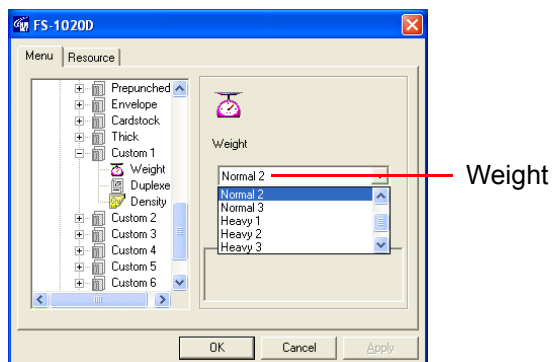 FS-1020D
Menu
Resource
Prepunched
Envelope
Cardstock
Thick
Custom 1
Weight
Duplexe
Density
Custom 2
Custom 3
Custom 4
Custom 5
Custom 6
Weight
Normal 2
Normal 2
Normal 3
Heavy 1
Heavy 2
Heavy 3
Weight
OK
Cancel
Apply